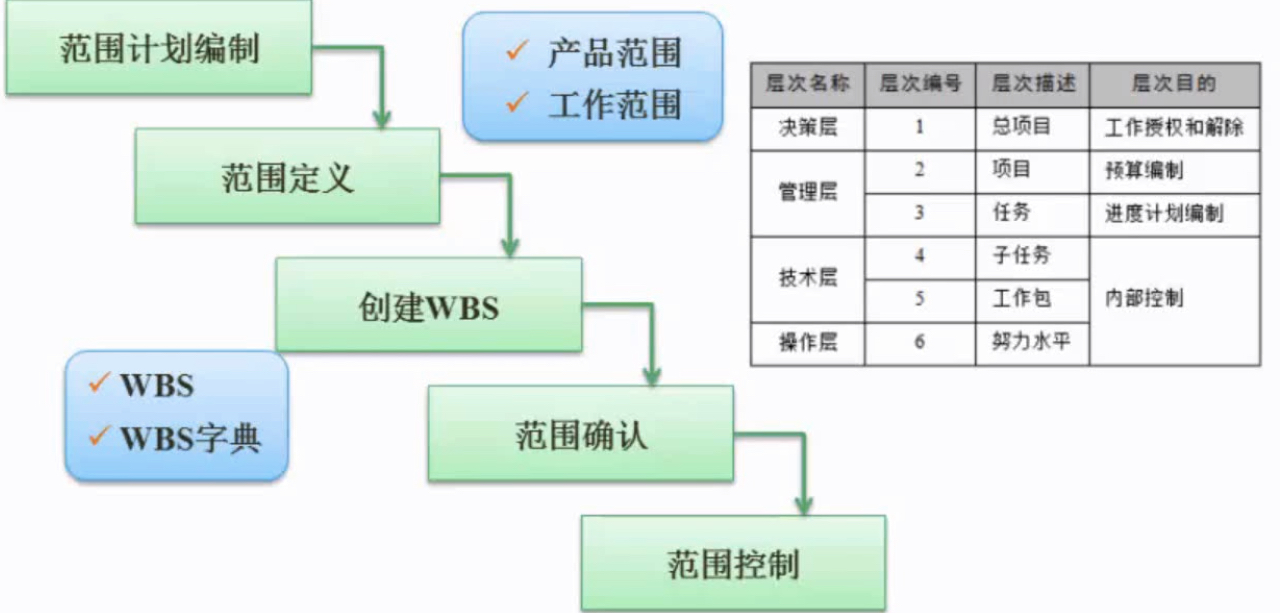 范围计划编制
✓ 产品范围
✓ 工作范围
范围定义
创建WBS
✓ WBS
✓ WBS字典
范围确认
范围控制
层次名称 层次编号 层次描述 层次目的
决策层 1 总项目 工作授权和解除
管理层 2 项目 预算编制
3 任务 进度计划编制
技术层 4 子任务 内部控制
5 工作包
操作层 6 努力水平